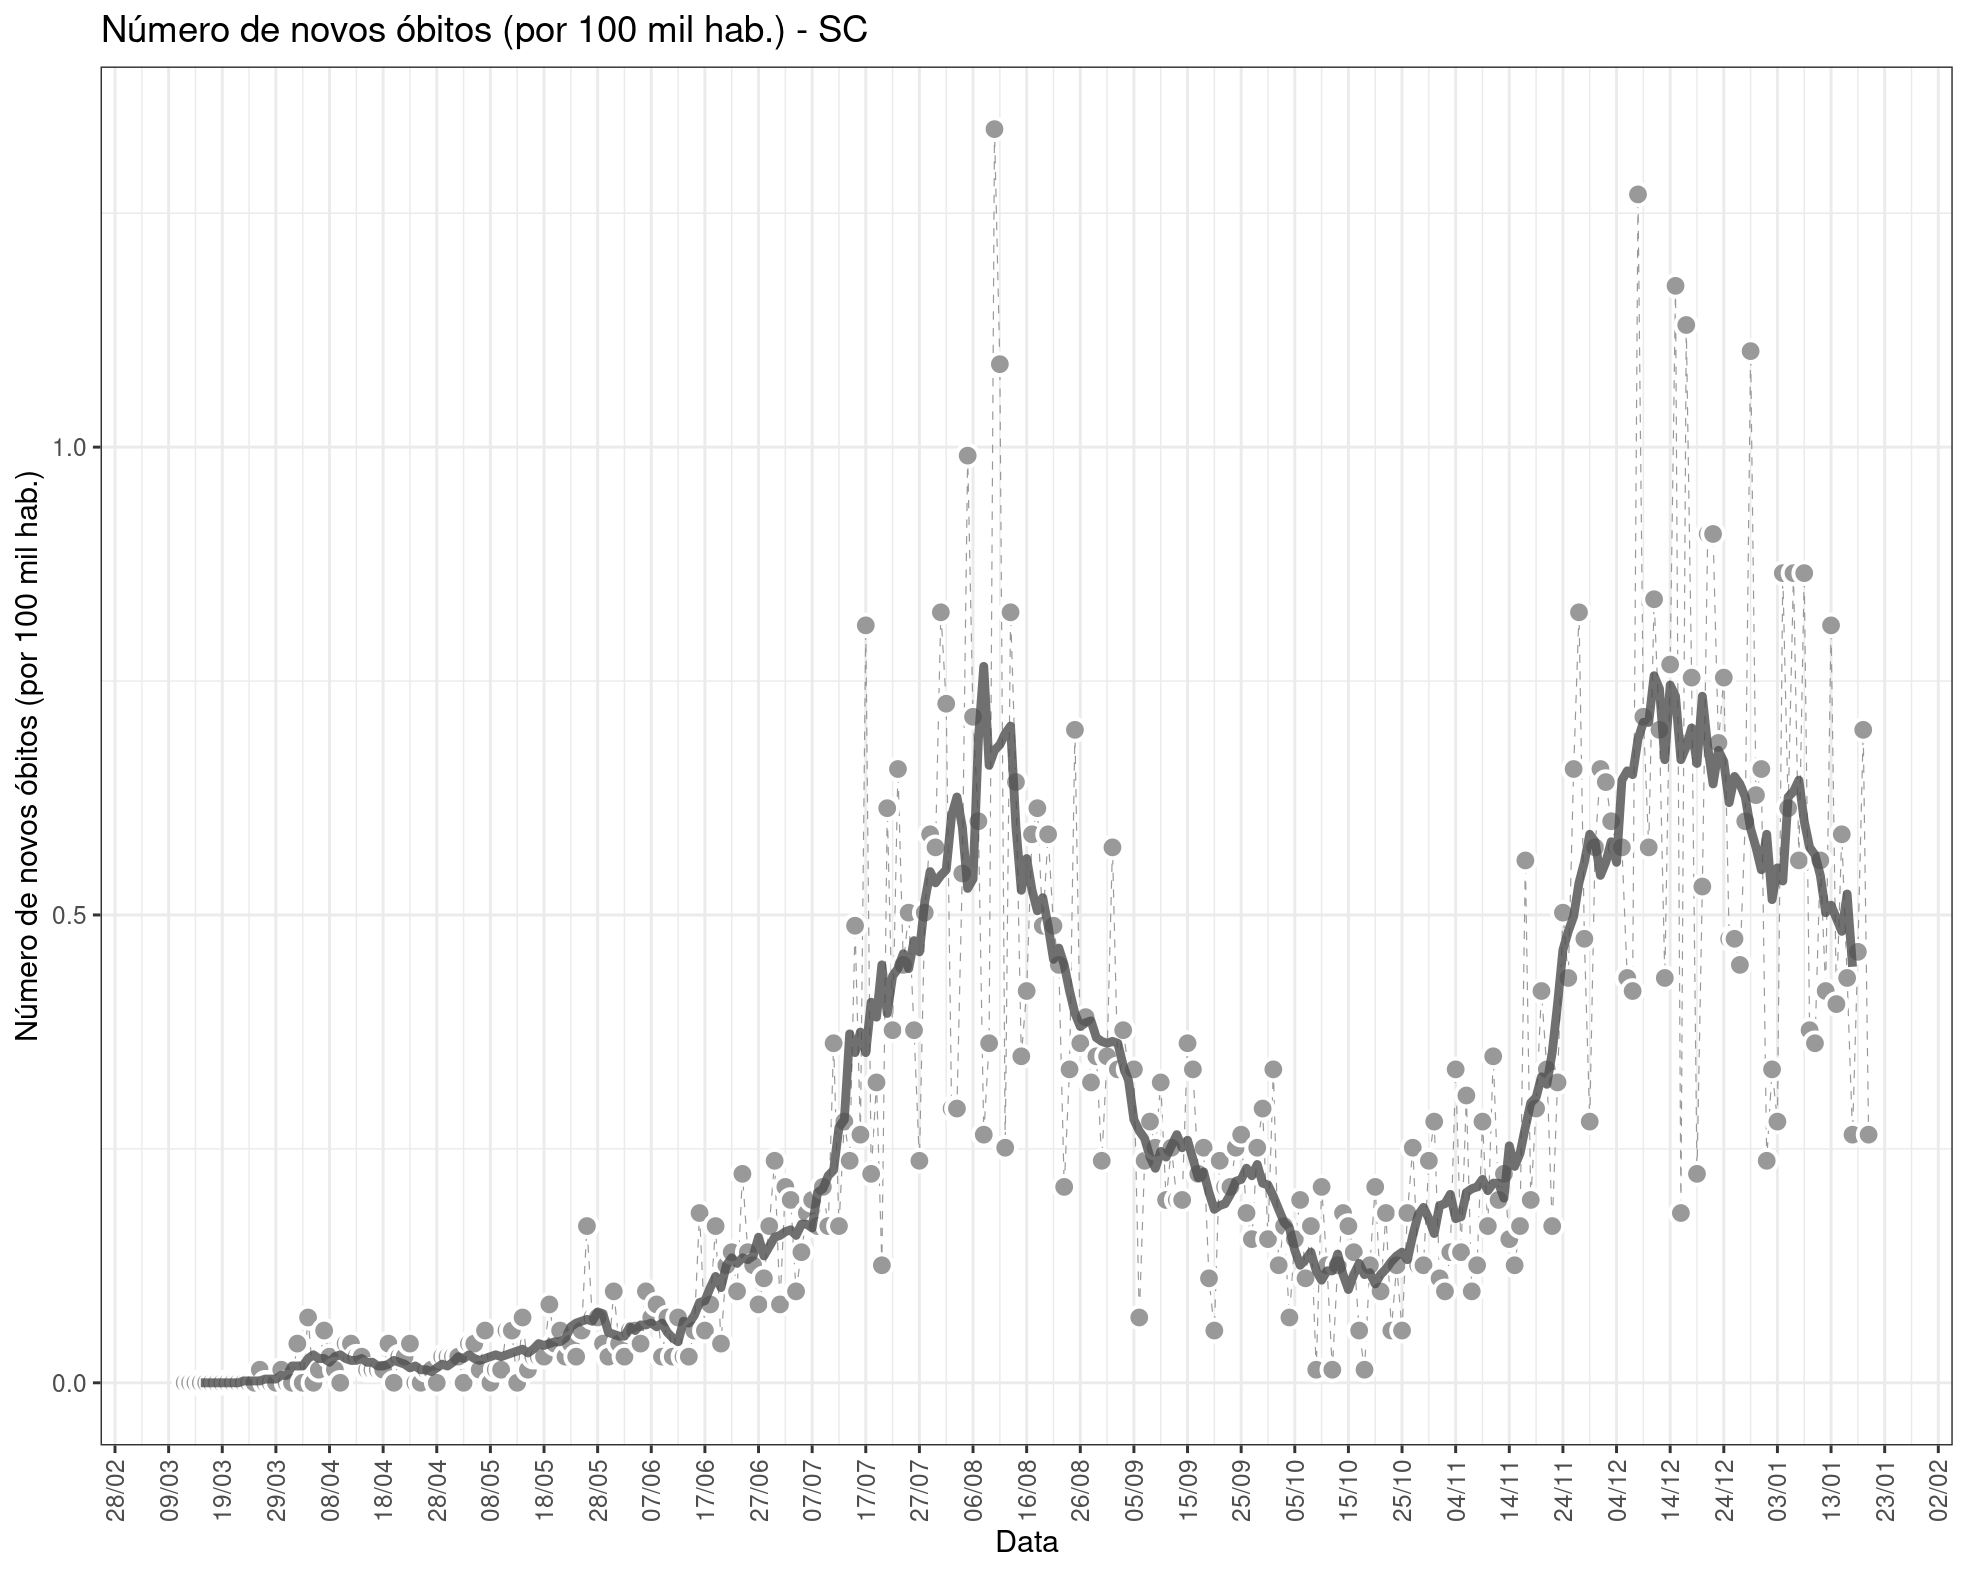 Número de novos óbitos (por 100 mil hab.) - SC
Número de novos óbitos (por 100 mil hab.)
1.0
0.5
0.0
28/02 09/03 19/03 29/03 08/04 18/04 28/04 08/05 18/05 28/05 07/06 17/06 27/06 07/07 17/07 27/07 06/08 16/08 26/08 05/09 15/09 25/09 05/10 15/10 25/10 04/11 14/11 24/11 04/12 14/12 24/12 03/01 13/01 23/01 02/02
Data